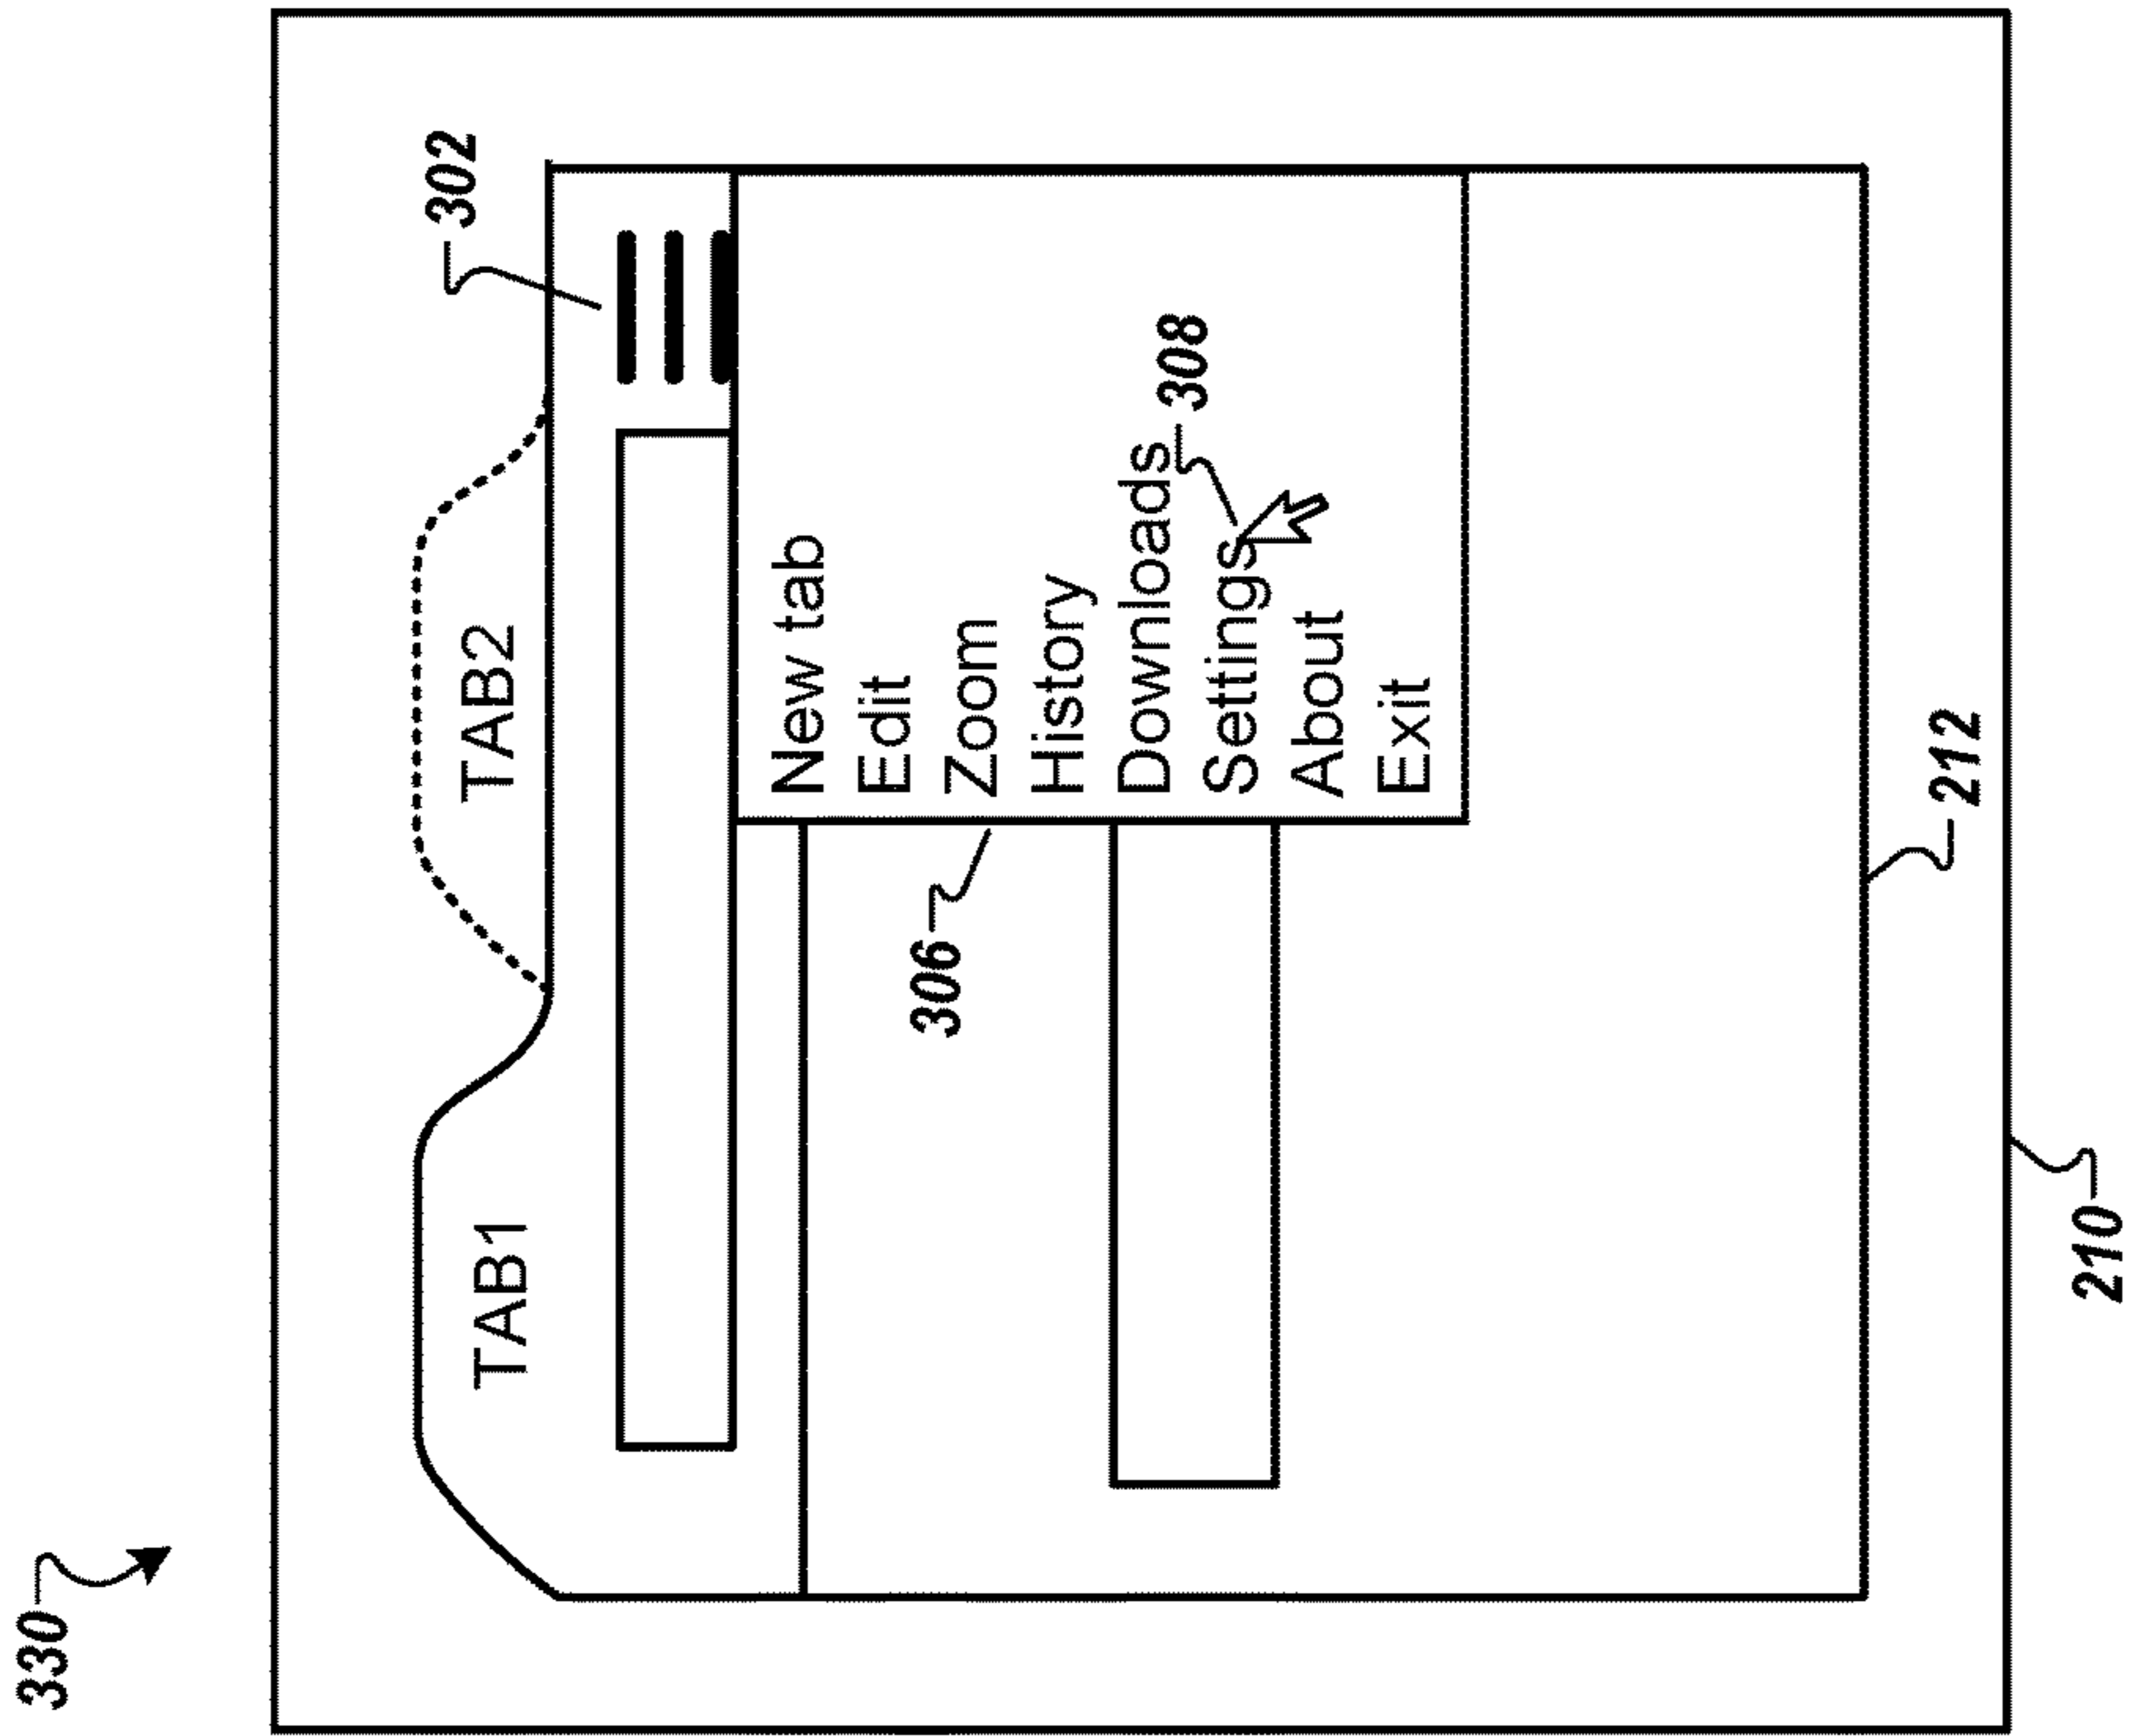 330
302
TAB1
TAB2
New tab
Edit
Zoom
History
Downloads
Settings
About
Exit
308
306
212
210